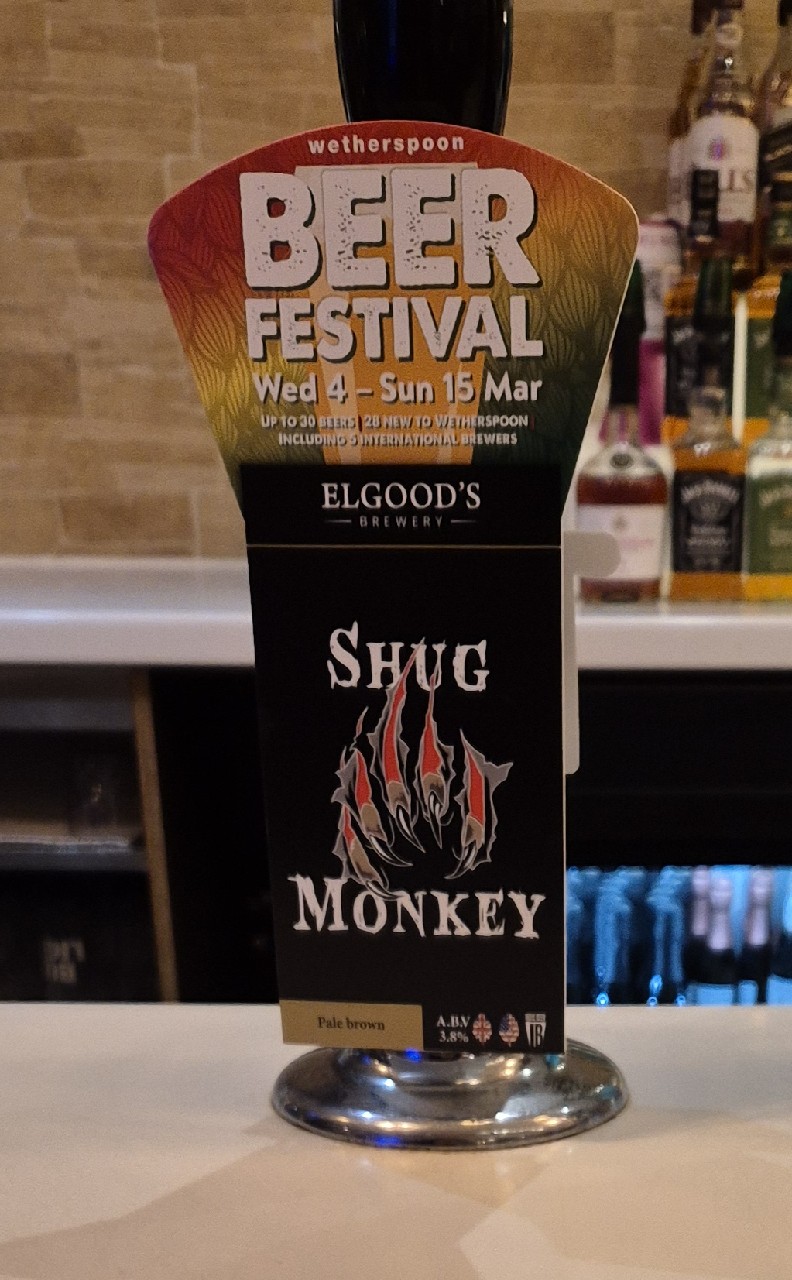 wetherspoon
BEER
FESTIVAL
Wed 4 – Sun 15 Mar
UP TO 30 BEERS | 28 NEW TO WETHERSPOON
INCLUDING 5 INTERNATIONAL BREWERS
ELGOOD'S
BREWERY
SHUG
MONKEY
Pale brown
A.B.V
3.8%